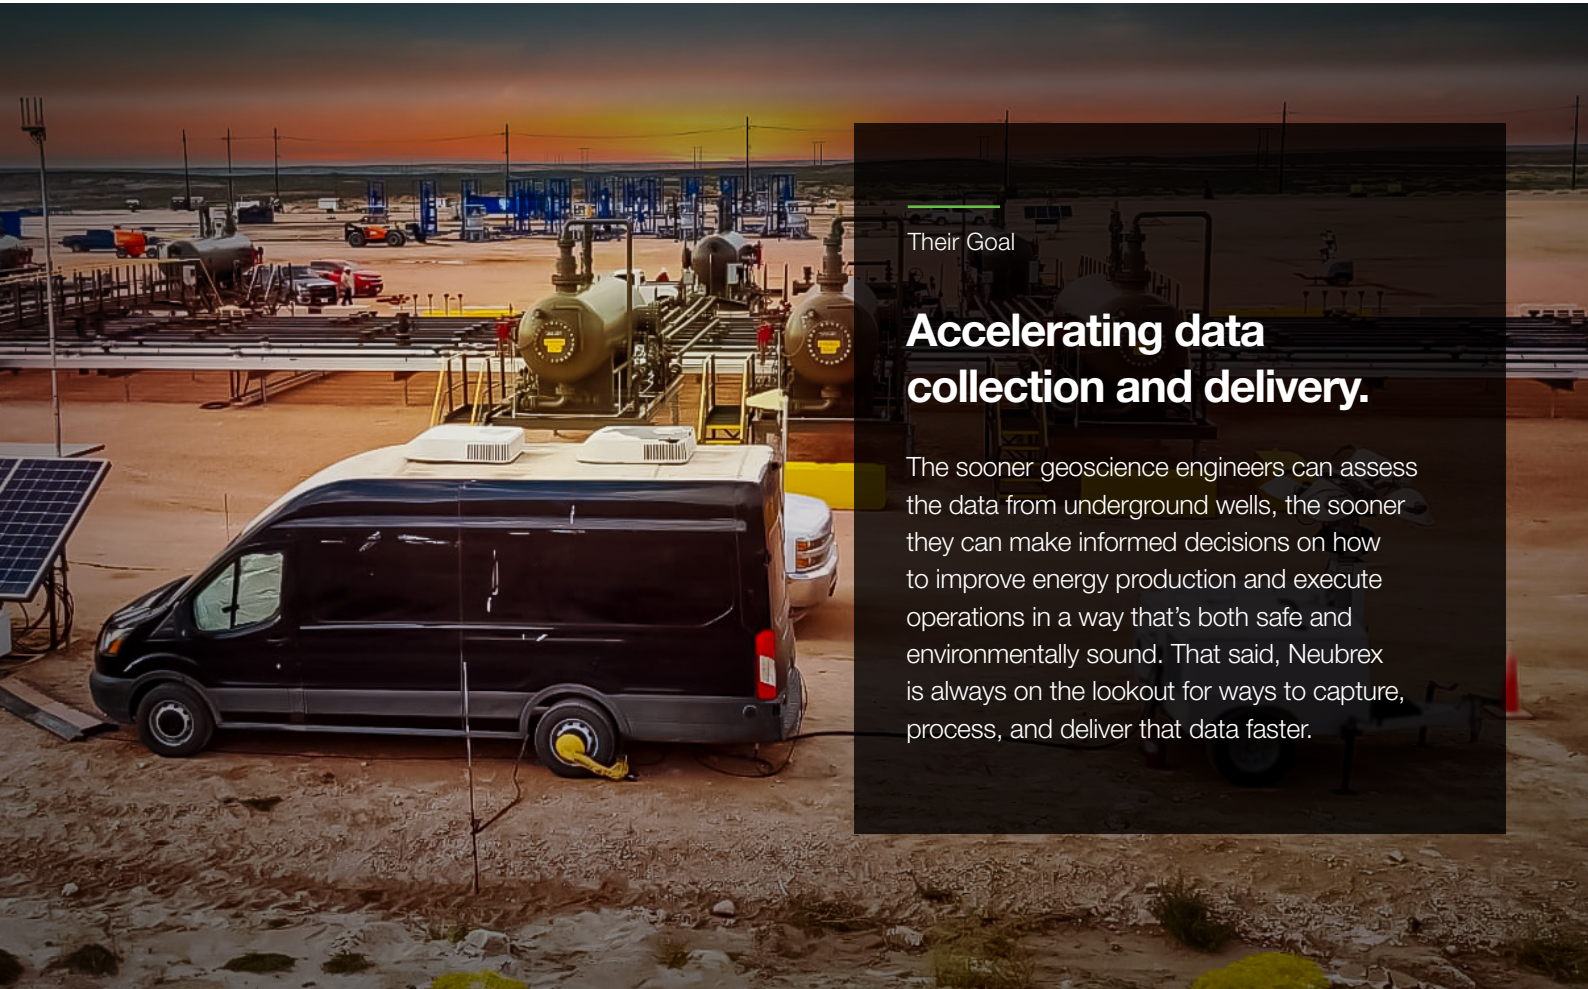 Their Goal
Accelerating data
collection and delivery.
The sooner geoscience engineers can assess
the data from underground wells, the sooner
they can make informed decisions on how
to improve energy production and execute
operations in a way that’s both safe and
environmentally sound. That said, Neubrex
is always on the lookout for ways to capture,
process, and deliver that data faster.